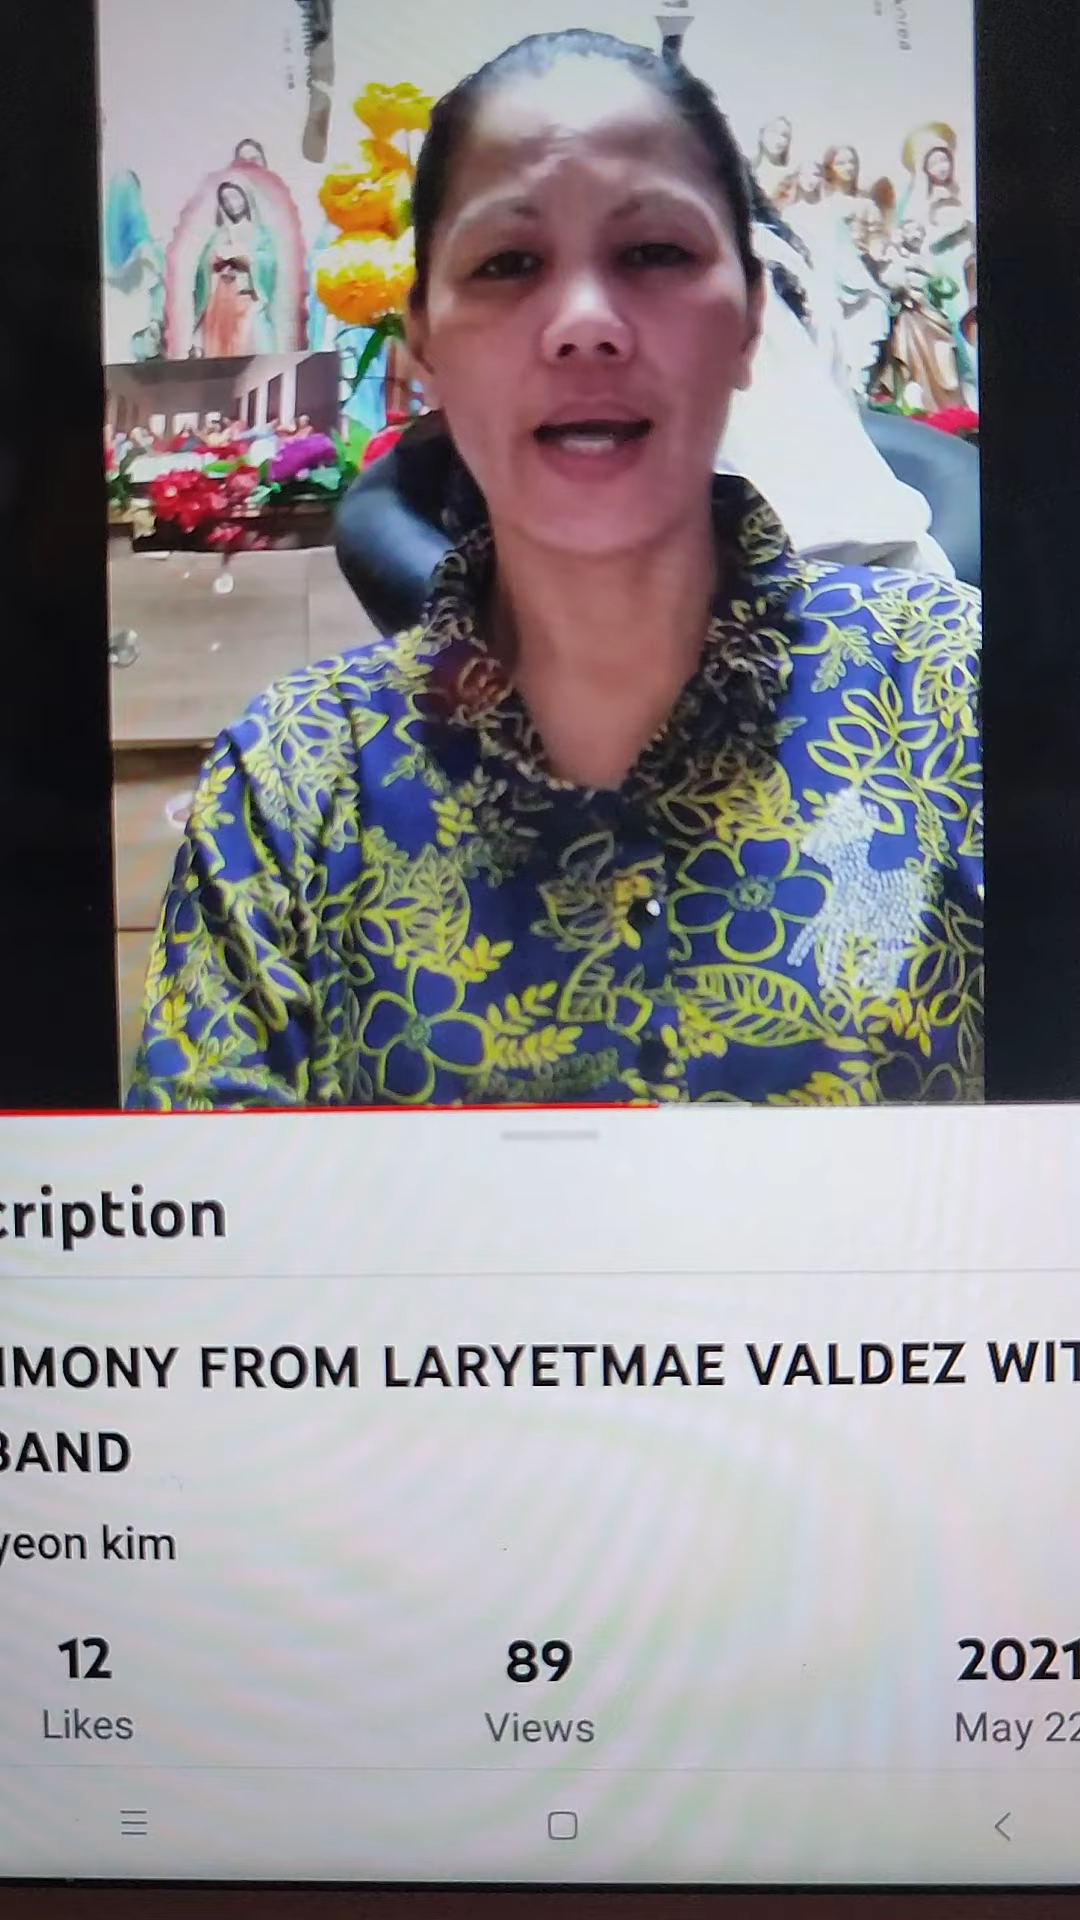 cription
IMONY FROM LARYETMAE VALDEZ WIT
BAND
yeon kim
12
89
2021
Likes
Views
May 22